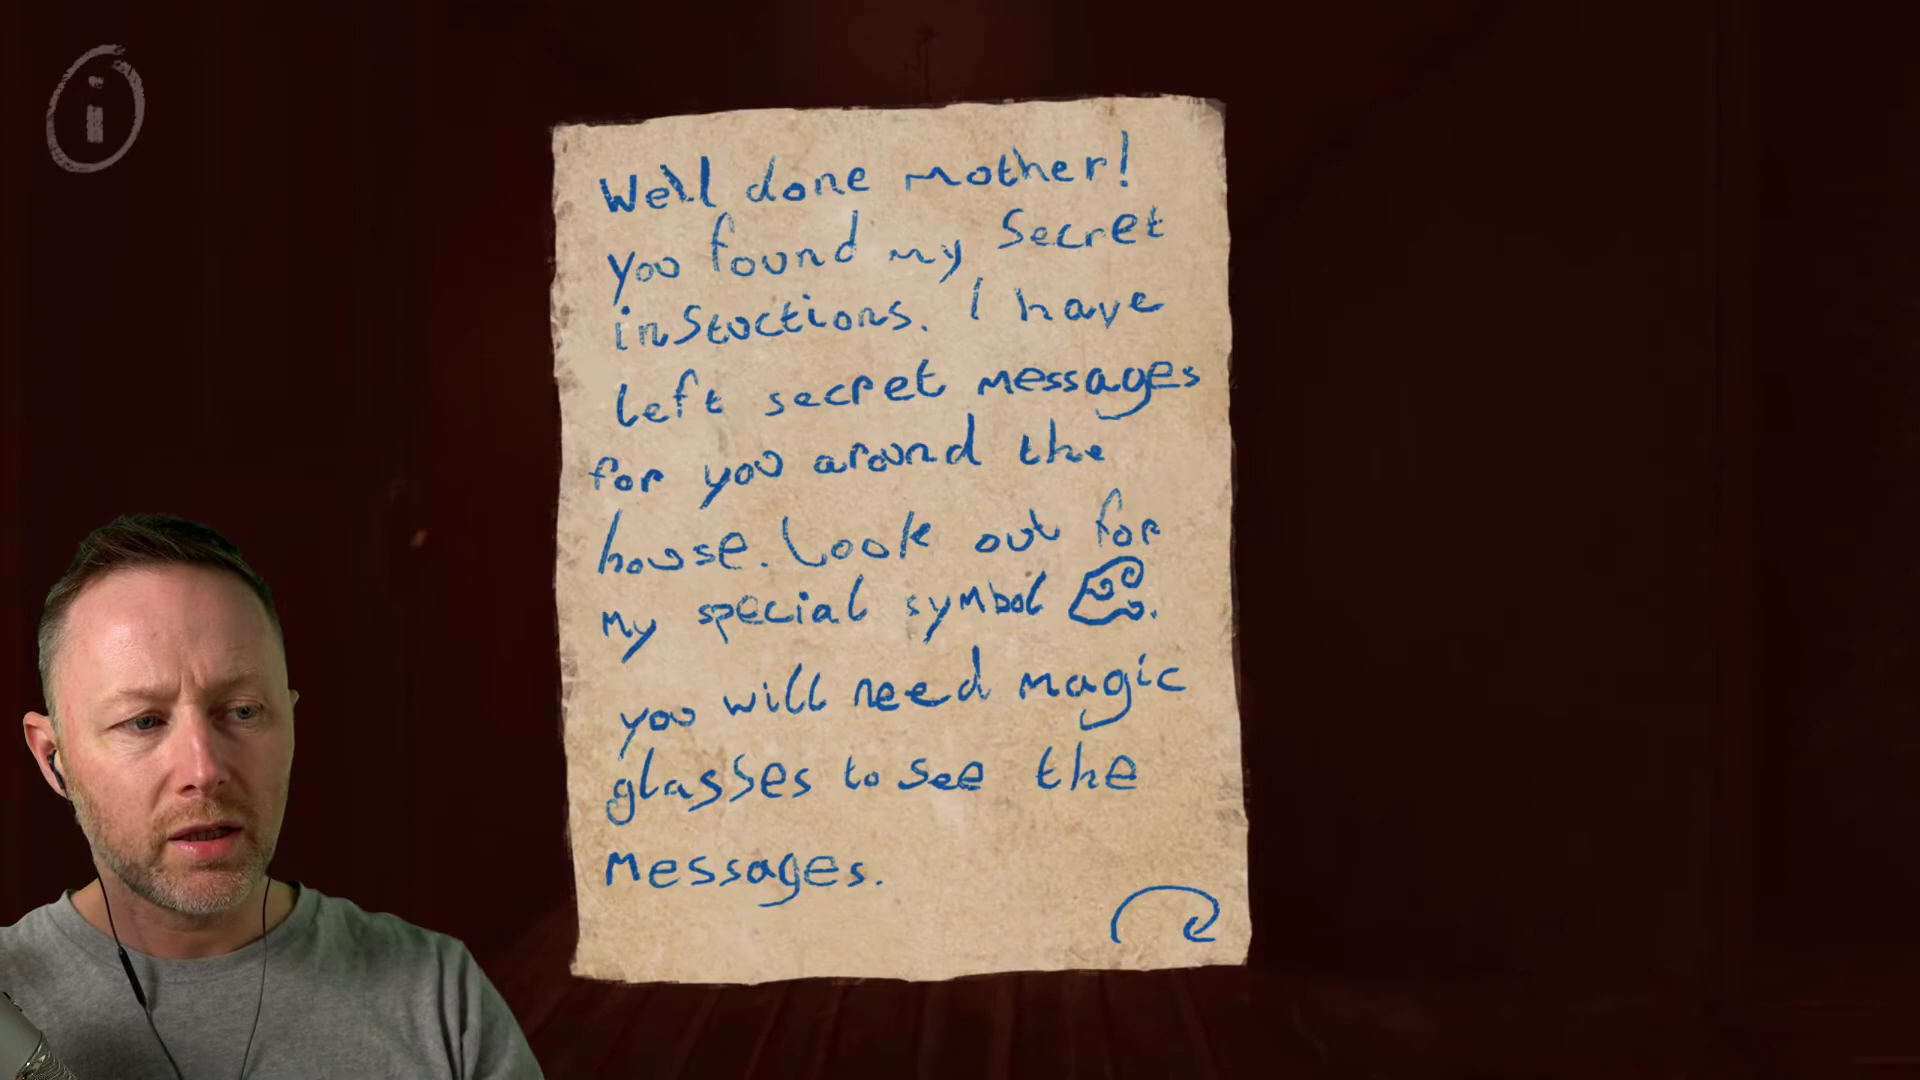 i
Well done mother!
you found my Secret
instuctions. I have
left secret messages
for you around the
house. Look out for
my special symbol .
you will need magic
glasses to see the
messages.